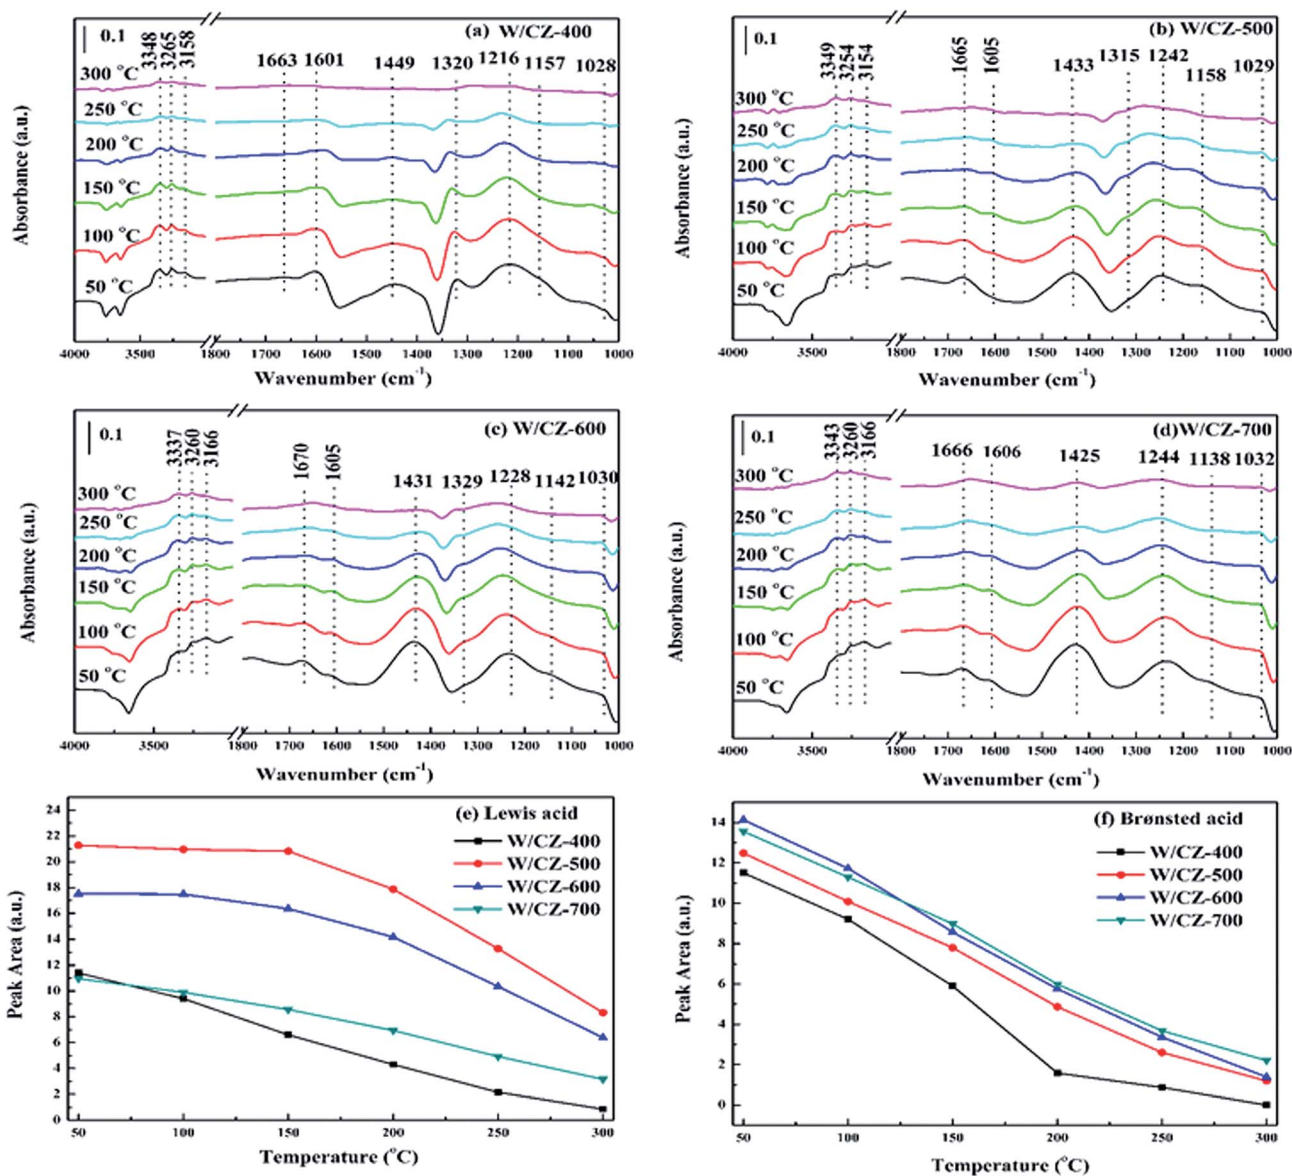 (a) W/CZ-400
0.1
3348 3265 3158 1663 1601 1449 1320 1216 1157 1028
300 °C
250 °C
200 °C
150 °C
100 °C
50 °C
Absorbance (a.u.)
4000 3500 1800 1700 1600 1500 1400 1300 1200 1100 1000
Wavenumber (cm-1)
(b) W/CZ-500
0.1
3349 3254 3154 1665 1605 1433 1315 1242 1158 1029
300 °C
250 °C
200 °C
150 °C
100 °C
50 °C
Absorbance (a.u.)
4000 3500 1800 1700 1600 1500 1400 1300 1200 1100 1000
Wavenumber (cm-1)
(c) W/CZ-600
0.1
3337 3260 3166 1670 1605 1431 1329 1228 1142 1030
300 °C
250 °C
200 °C
150 °C
100 °C
50 °C
Absorbance (a.u.)
4000 3500 1800 1700 1600 1500 1400 1300 1200 1100 1000
Wavenumber (cm-1)
(d)W/CZ-700
0.1
3343 3260 3166 1666 1606 1425 1244 1138 1032
300 °C
250 °C
200 °C
150 °C
100 °C
50 °C
Absorbance (a.u.)
4000 3500 1800 1700 1600 1500 1400 1300 1200 1100 1000
Wavenumber (cm-1)
(e) Lewis acid
W/CZ-400
W/CZ-500
W/CZ-600
W/CZ-700
24
22
20
18
16
14
12
10
8
6
4
2
0
Peak Area (a.u.)
50 100 150 200 250 300
Temperature (°C)
(f) Brønsted acid
W/CZ-400
W/CZ-500
W/CZ-600
W/CZ-700
14
12
10
8
6
4
2
0
Peak Area (a.u.)
50 100 150 200 250 300
Temperature (°C)